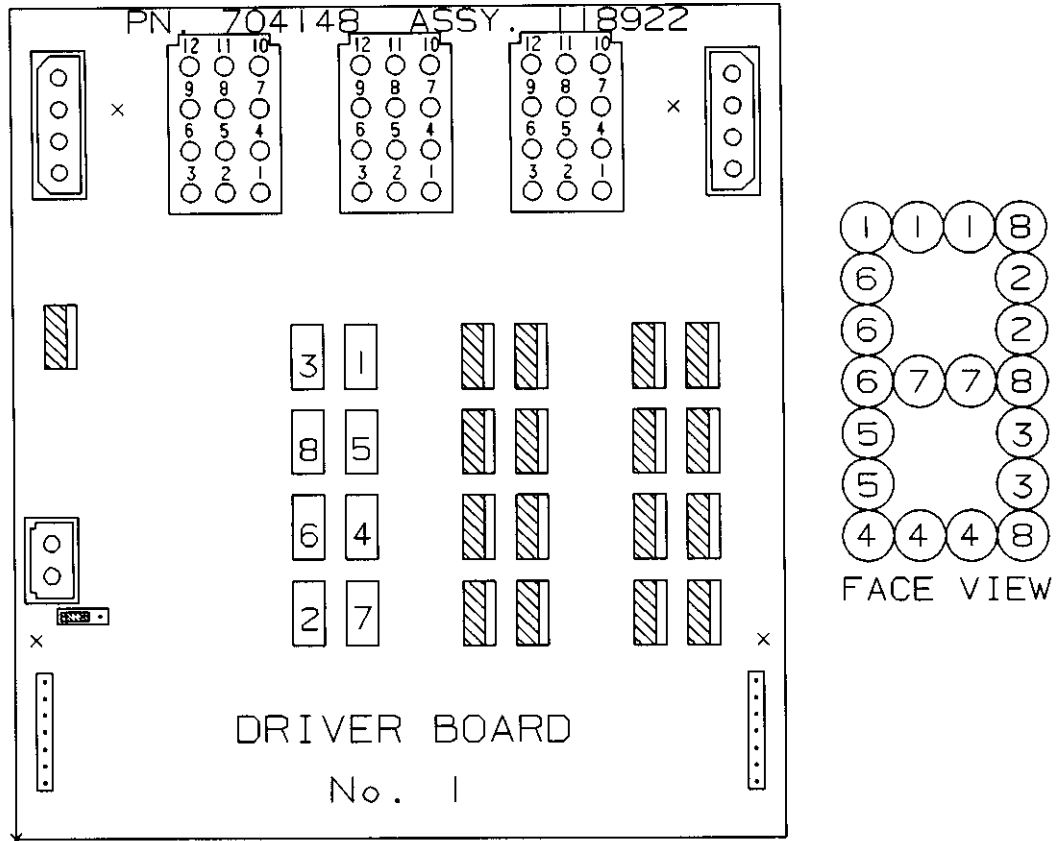 PN. 704148 ASSY. 118922
12 11 10 12 11 10 12 11 10
9 8 7 9 8 7 9 8 7
6 5 4 6 5 4 6 5 4
3 2 1 3 2 1 3 2 1
3 1
8 5
6 4
2 7
DRIVER BOARD
No. 1
1 1 1 8
6 2
6 2
6 7 7 8
5 3
5 3
4 4 4 8
FACE VIEW